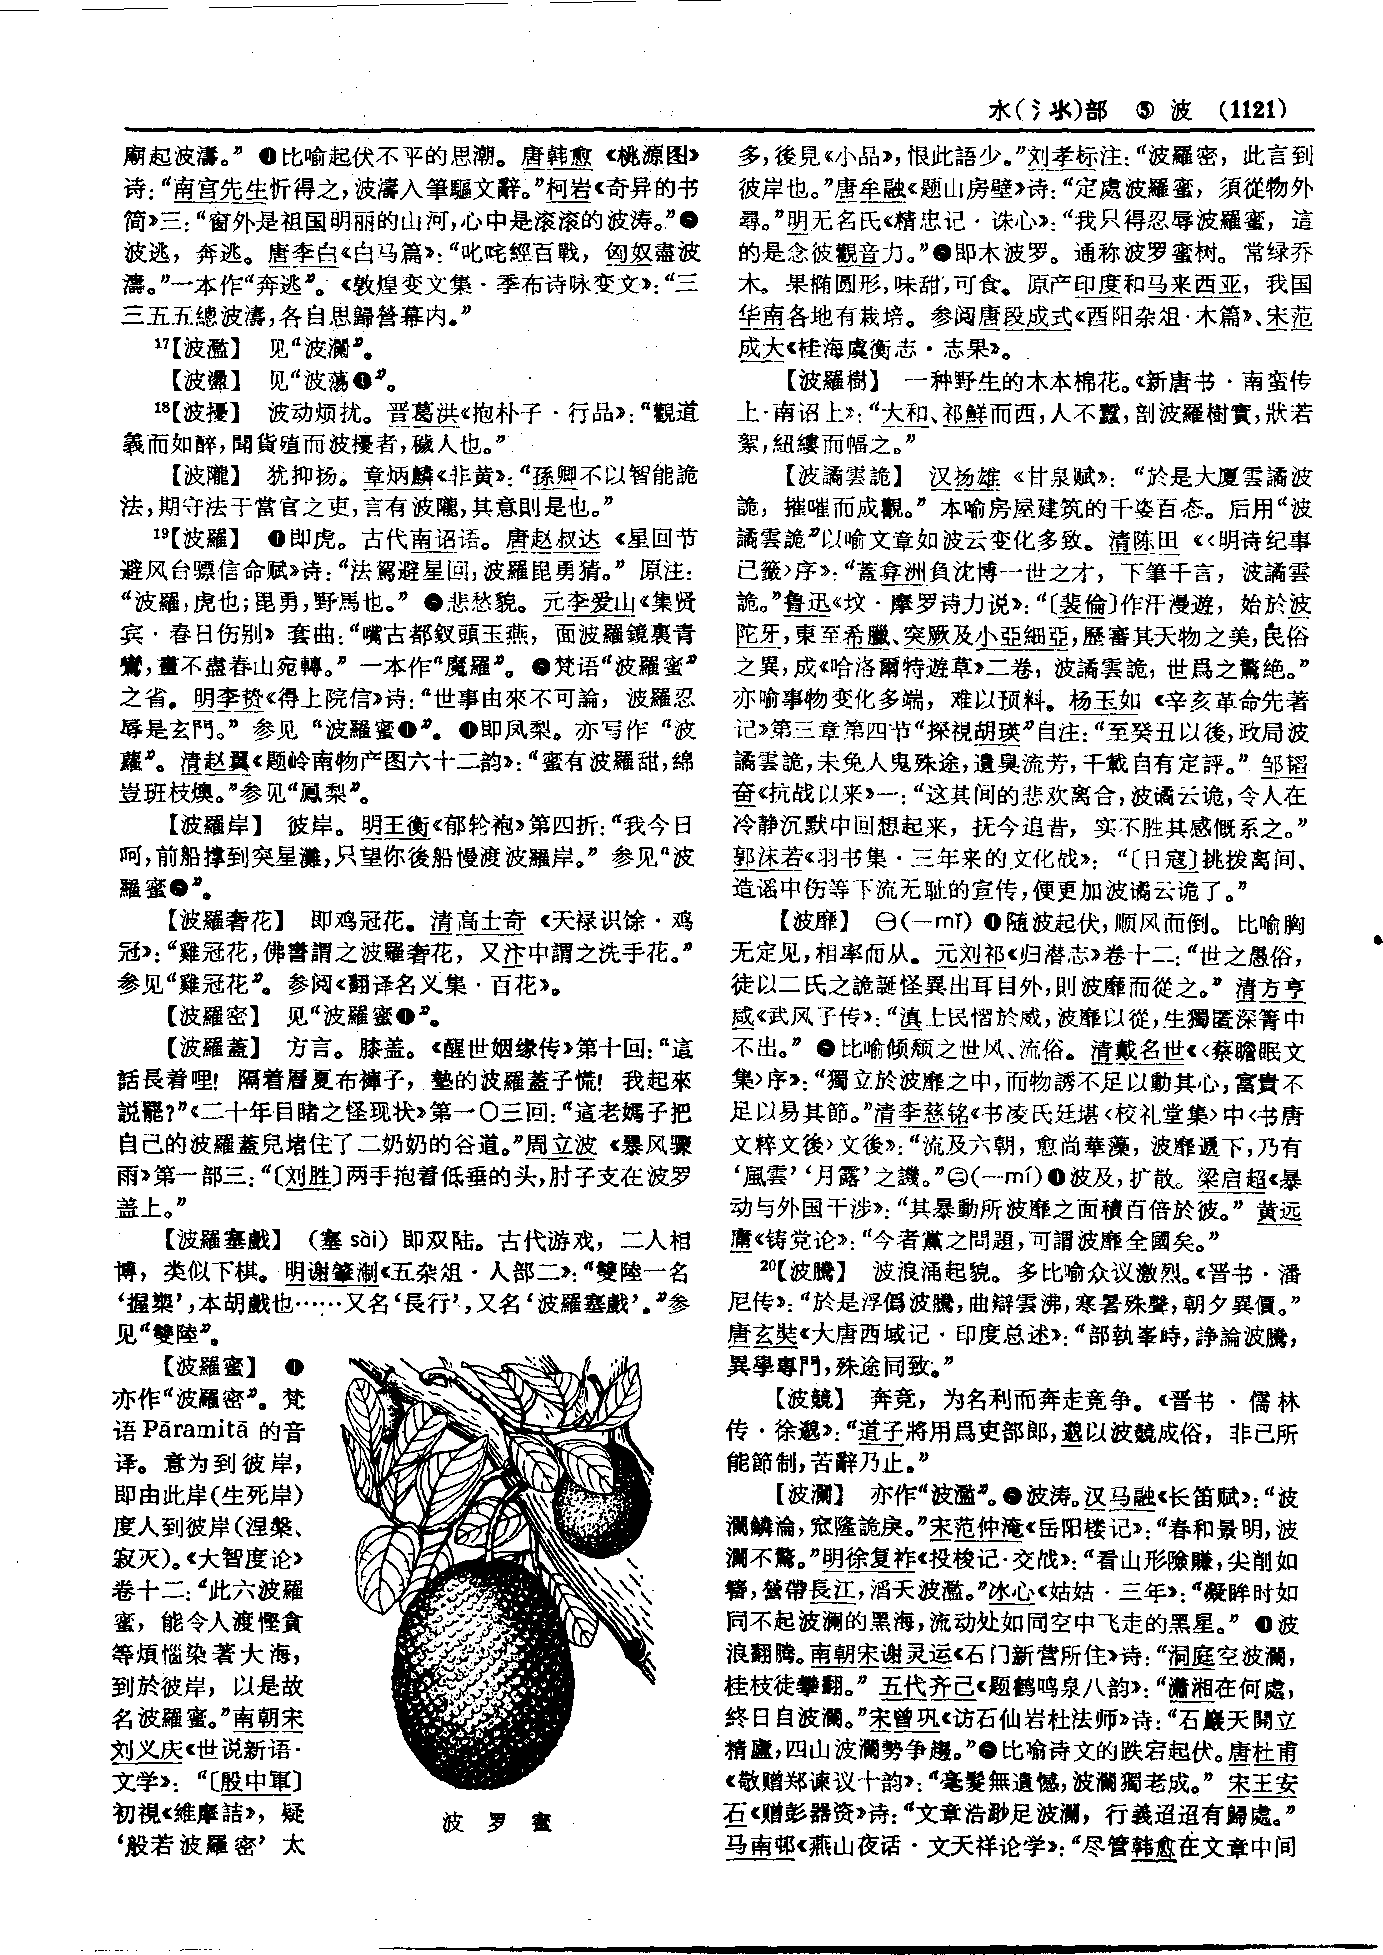 水(氵氺)部 ⑤ 波 (1121)
廟起波濤。”❹比喻起伏不平的思潮。唐韩愈《桃源图》
诗：“南宫先生忻得之，波濤入筆驅文辭。”柯岩《奇异的书
简》三：“窗外是祖国明丽的山河，心中是滚滚的波涛。”❺
波逃，奔逃。唐李白《白马篇》：“叱咤經百戰，匈奴盡波
濤。”一本作“奔逃”。《敦煌变文集·季布诗咏变文》：“三
三五五總波濤，各自思歸營幕内。”
17【波濫】 见“波瀾”。
【波灙】 见“波荡❶”。
18【波擾】 波动烦扰。晋葛洪《抱朴子·行品》：“觀道
義而如醉，聞貨殖而波擾者，穢人也。”
【波隴】 犹抑扬。章炳麟《非黄》：“孫卿不以智能詭
法，期守法于當官之吏，言有波隴，其意則是也。”
19【波羅】 ❶即虎。古代南诏语。唐赵叔达《星回节
避风台骠信命赋》诗：“法駕避星回，波羅毘勇猜。”原注：
“波羅，虎也；毘勇，野馬也。”❷悲愁貌。元李爱山《集贤
宾·春日伤别》套曲：“嘴古都釵頭玉燕，面波羅鏡裏青
鸞，畫不盡春山宛轉。”一本作“魔羅”。❸梵语“波羅蜜”
之省。明李贽《得上院信》诗：“世事由來不可論，波羅忍
辱是玄門。”参见“波羅蜜❶”。❹即凤梨。亦写作“波
蘿”。清赵翼《题岭南物产图六十二韵》：“蜜有波羅甜，綿
豈班枝燠。”参见“鳳梨”。
【波羅岸】 彼岸。明王衡《郁轮袍》第四折：“我今日
呵，前船撑到突星灘，只望你後船慢渡波羅岸。”参见“波
羅蜜❶”。
【波羅奢花】 即鸡冠花。清高士奇《天禄识馀·鸡
冠》：“雞冠花，佛書謂之波羅奢花，又汴中謂之洗手花。”
参见“雞冠花”。参阅《翻译名义集·百花》。
【波羅密】 见“波羅蜜❶”。
【波羅蓋】 方言。膝盖。《醒世姻缘传》第十回：“這
話長着哩！隔着層夏布褲子，墊的波羅蓋子慌！我起來
説罷？”《二十年目睹之怪现状》第一〇三回：“這老媽子把
自己的波羅蓋兒堵住了二奶奶的谷道。”周立波《暴风骤
雨》第一部三：“〔刘胜〕两手抱着低垂的头，肘子支在波罗
盖上。”
【波羅塞戲】 （塞 sài）即双陆。古代游戏，二人相
博，类似下棋。明谢肇淛《五杂俎·人部二》：“雙陸一名
‘握槊’，本胡戲也……又名‘長行’，又名‘波羅塞戲’。”参
见“雙陸”。
【波羅蜜】 ❶
亦作“波羅密”。梵
语 Pāramitā 的音
译。意为到彼岸，
即由此岸(生死岸)
度人到彼岸(涅槃、
寂灭)。《大智度论》
卷十二：“此六波羅
蜜，能令人渡慳貪
等煩惱染著大海，
到於彼岸，以是故
名波羅蜜。”南朝宋
刘义庆《世说新语·
文学》：“〔殷中軍〕
初視《維摩詰》，疑
‘般若波羅密’太
波 罗 蜜
多，後見《小品》，恨此語少。”刘孝标注：“波羅密，此言到
彼岸也。”唐牟融《题山房壁》诗：“定處波羅蜜，須從物外
尋。”明无名氏《精忠记·诛心》：“我只得忍辱波羅蜜，這
的是念彼觀音力。”❷即木波罗。通称波罗蜜树。常绿乔
木。果椭圆形，味甜，可食。原产印度和马来西亚，我国
华南各地有栽培。参阅唐段成式《酉阳杂俎·木篇》、宋范
成大《桂海虞衡志·志果》。
【波羅樹】 一种野生的木本棉花。《新唐书·南蛮传
上·南诏上》：“大和、祁鮮而西，人不蠶，剖波羅樹實，狀若
絮，紐縷而幅之。”
【波譎雲詭】 汉扬雄《甘泉赋》：“於是大厦雲譎波
詭，摧嗺而成觀。”本喻房屋建筑的千姿百态。后用“波
譎雲詭”以喻文章如波云变化多致。清陈田《〈明诗纪事
己籤〉序》：“蓋弇洲負沈博一世之才，下筆千言，波譎雲
詭。”鲁迅《坟·摩罗诗力说》：“〔裴倫〕作汗漫遊，始於波
陀牙，東至希臘、突厥及小亞細亞，歷審其天物之美，民俗
之異，成《哈洛爾特遊草》二卷，波譎雲詭，世爲之驚絶。”
亦喻事物变化多端，难以预料。杨玉如《辛亥革命先著
记》第三章第四节“探視胡瑛”自注：“至癸丑以後，政局波
譎雲詭，未免人鬼殊途，遺臭流芳，千載自有定評。”邹韬
奋《抗战以来》一：“这其间的悲欢离合，波谲云诡，令人在
冷静沉默中回想起来，抚今追昔，实不胜其感慨系之。”
郭沫若《羽书集·三年来的文化战》：“〔日寇〕挑拨离间、
造谣中伤等下流无耻的宣传，便更加波谲云诡了。”
【波靡】 ㊀(—mǐ)❶随波起伏，顺风而倒。比喻胸
无定见，相率而从。元刘祁《归潜志》卷十二：“世之愚俗，
徒以二氏之詭誕怪異出耳目外，則波靡而從之。”清方亨
咸《武风子传》：“滇上民慴於威，波靡以從，生獨匿深箐中
不出。”❷比喻倾颓之世风、流俗。清戴名世《〈蔡瞻眠文
集〉序》：“獨立於波靡之中，而物誘不足以動其心，富貴不
足以易其節。”清李慈铭《书凌氏廷堪〈校礼堂集〉中〈书唐
文粹文後〉文後》：“流及六朝，愈尚華藻，波靡遞下，乃有
‘風雲’‘月露’之譏。”㊁(—mí)❶波及，扩散。梁启超《暴
动与外国干涉》：“其暴動所波靡之面積百倍於彼。”黄远
庸《铸党论》：“今者黨之問題，可謂波靡全國矣。”
20【波騰】 波浪涌起貌。多比喻众议激烈。《晋书·潘
尼传》：“於是浮僞波騰，曲辯雲沸，寒暑殊聲，朝夕異價。”
唐玄奘《大唐西域记·印度总述》：“部執峯峙，諍論波騰，
異學專門，殊途同致。”
【波競】 奔竞，为名利而奔走竞争。《晋书·儒林
传·徐邈》：“道子將用爲吏部郎，邈以波競成俗，非己所
能節制，苦辭乃止。”
【波瀾】 亦作“波濫”。❶波涛。汉马融《长笛赋》：“波
瀾鱗淪，窊隆詭戾。”宋范仲淹《岳阳楼记》：“春和景明，波
瀾不驚。”明徐复祚《投梭记·交战》：“看山形險賺，尖削如
簪，營帶長江，滔天波濫。”冰心《姑姑·三年》：“凝眸时如
同不起波澜的黑海，流动处如同空中飞走的黑星。”❷波
浪翻腾。南朝宋谢灵运《石门新营所住》诗：“洞庭空波瀾，
桂枝徒攀翻。”五代齐己《题鹤鸣泉八韵》：“瀟湘在何處，
終日自波瀾。”宋曾巩《访石仙岩杜法师》诗：“石巖天開立
精廬，四山波瀾勢争趨。”❸比喻诗文的跌宕起伏。唐杜甫
《敬赠郑谏议十韵》：“毫髮無遺憾，波瀾獨老成。”宋王安
石《赠彭器资》诗：“文章浩渺足波瀾，行義迢迢有歸處。”
马南邨《燕山夜话·文天祥论学》：“尽管韩愈在文章中间